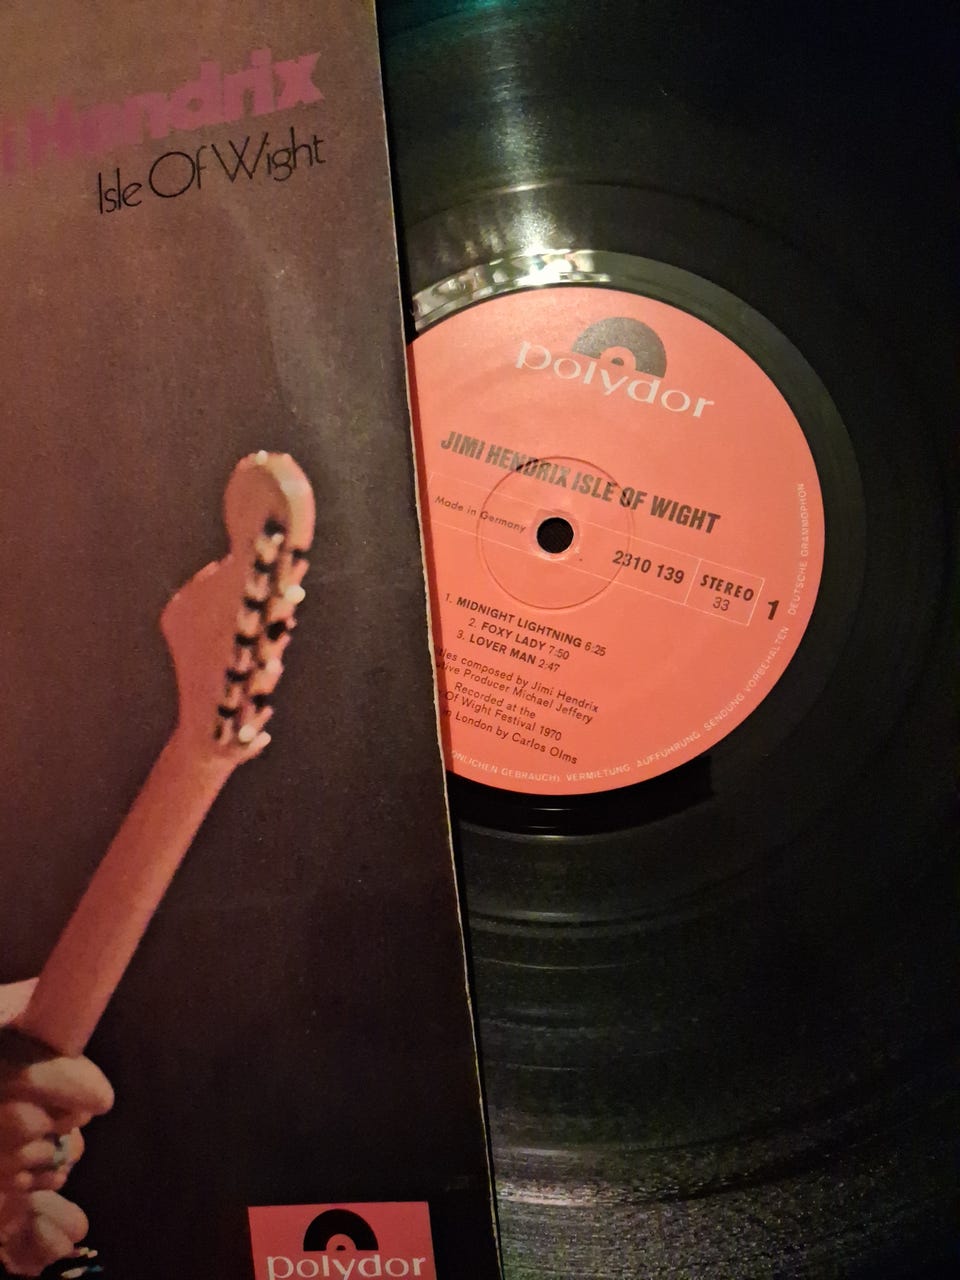 Hendrix
Isle Of Wight
polydor
JIMI HENDRIX ISLE OF WIGHT
Made in Germany
2310 139
STEREO
33
1
1. MIDNIGHT LIGHTNING 6:25
2. FOXY LADY 7:50
3. LOVER MAN 2:47
composed by Jimi Hendrix
Producer Michael Jeffery
Recorded at the
Of Wight Festival 1970
London by Carlos Olms
GEBRAUCH). VERMIETUNG. AUFFÜHRUNG. SENDUNG VORBEHALTEN DEUTSCHE GRAMMOPHON
polydor